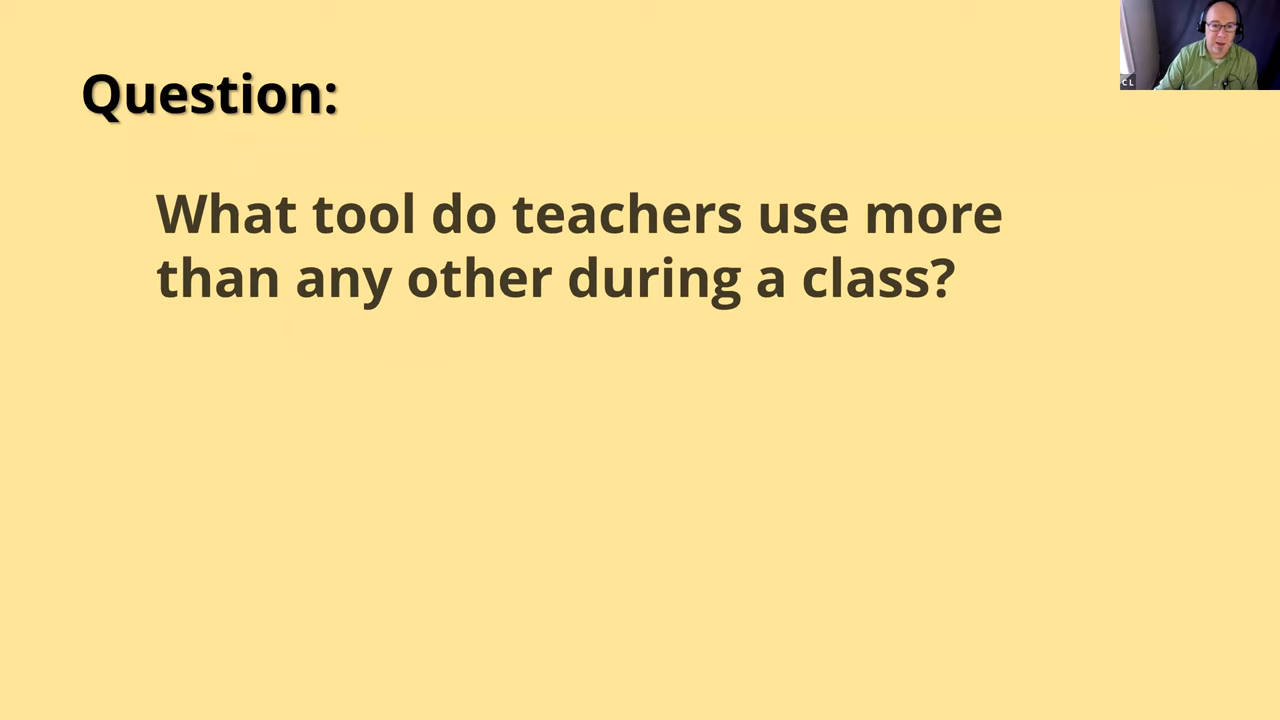 Question:
What tool do teachers use more
than any other during a class?
C L